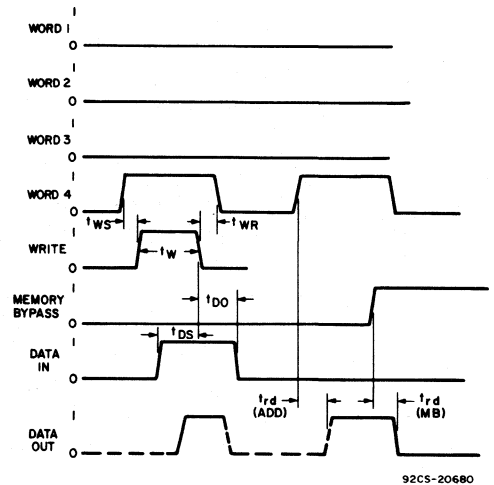 1
WORD 1
0
1
WORD 2
0
1
WORD 3
0
1
WORD 4
0
tWS
tWR
1
WRITE
0
tW
1
MEMORY
BYPASS
0
tDO
tDS
1
DATA
IN
0
trd
(ADD)
trd
(MB)
1
DATA
OUT
0
92CS-20680